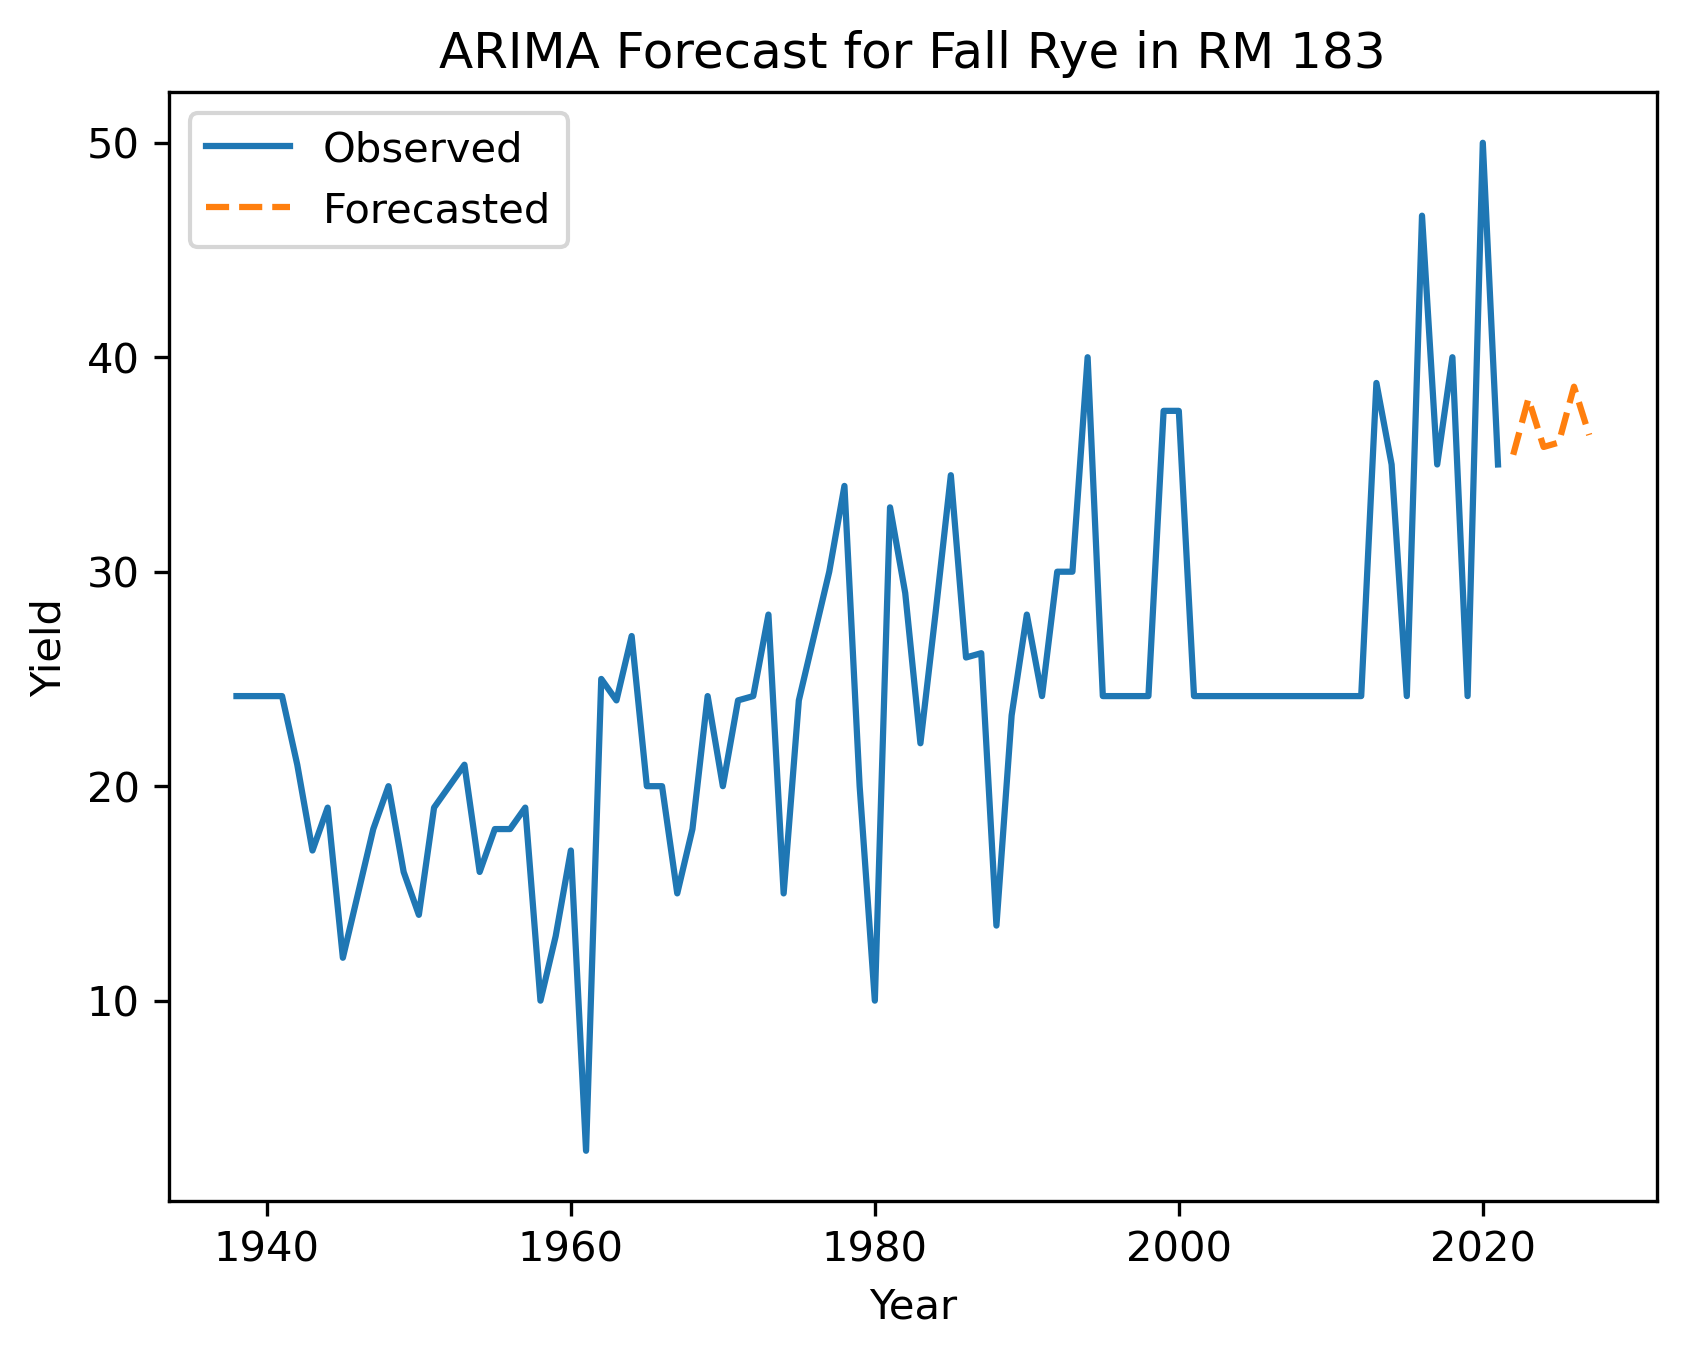 ARIMA Forecast for Fall Rye in RM 183
Observed
Forecasted
50
40
30
20
10
Yield
1940 1960 1980 2000 2020
Year